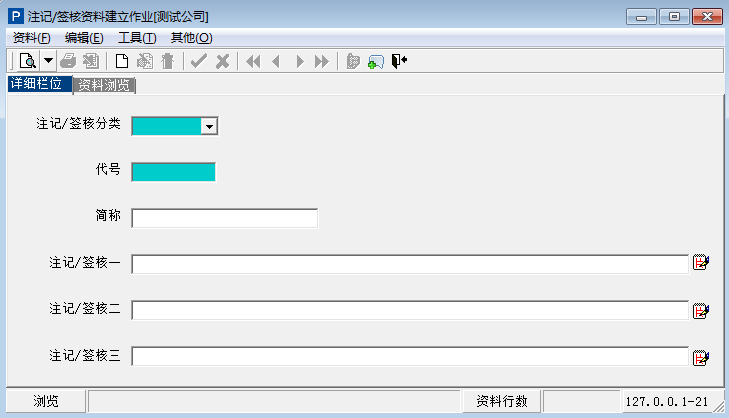 P 注记/签核资料建立作业[测试公司]
资料(F) 编辑(E) 工具(T) 其他(O)
详细栏位 资料浏览
注记/签核分类
代号
简称
注记/签核一
注记/签核二
注记/签核三
浏览 资料行数 127.0.0.1-21